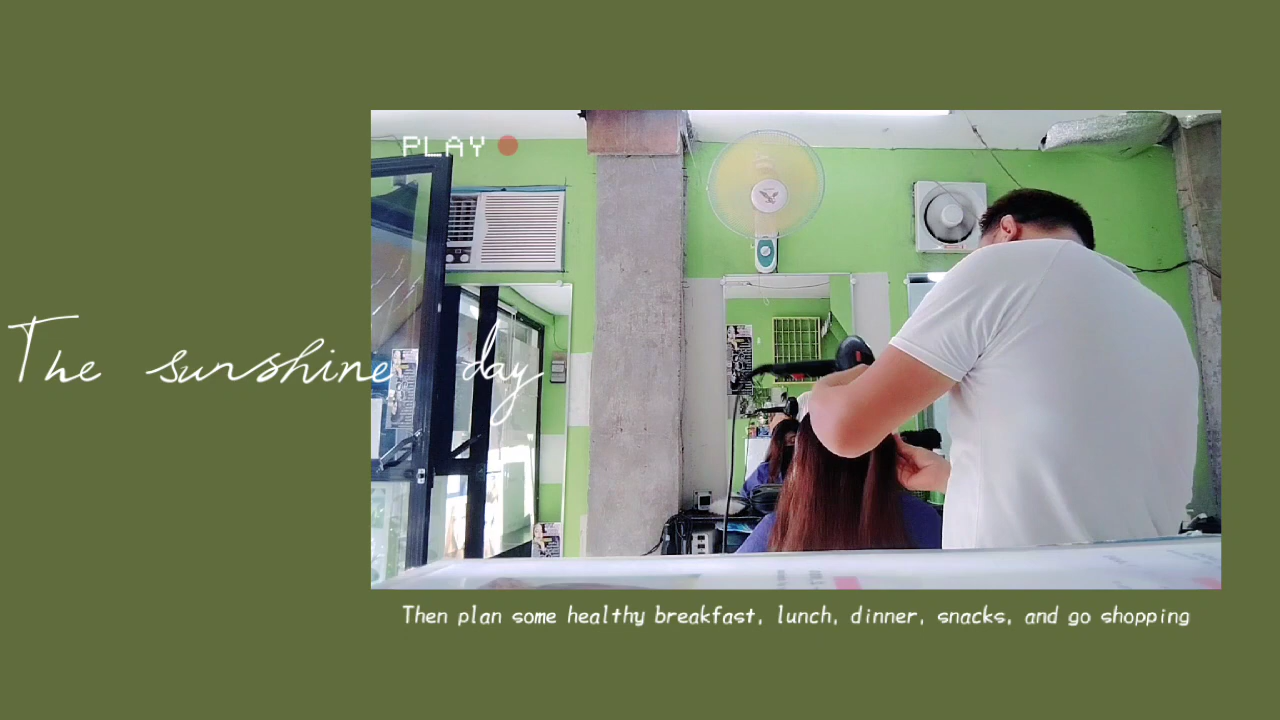 PLAY
The sunshine day
Then plan some healthy breakfast, lunch, dinner, snacks, and go shopping